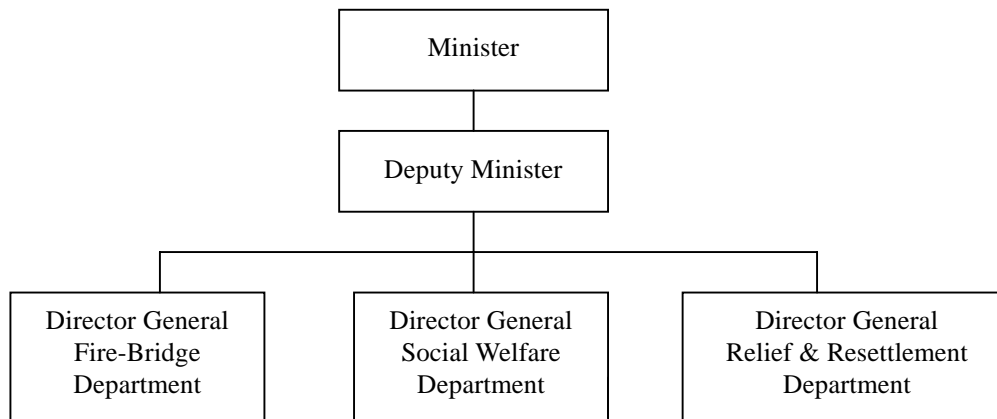 Minister
Deputy Minister
Director General
Fire-Bridge
Department
Director General
Social Welfare
Department
Director General
Relief & Resettlement
Department